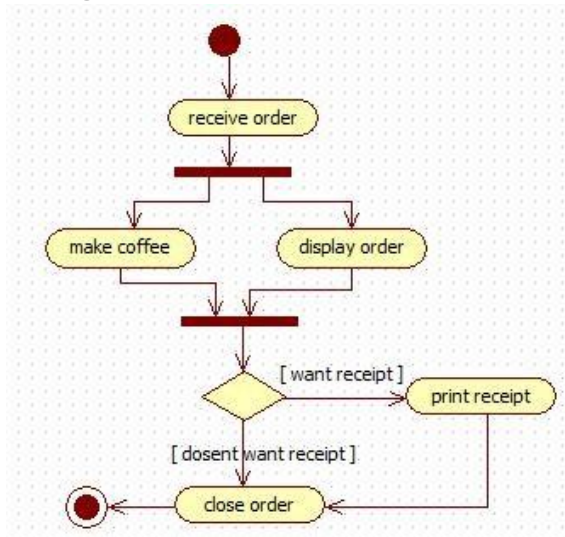 receive order
make coffee
display order
[ want receipt ]
print receipt
[ dosent want receipt ]
close order